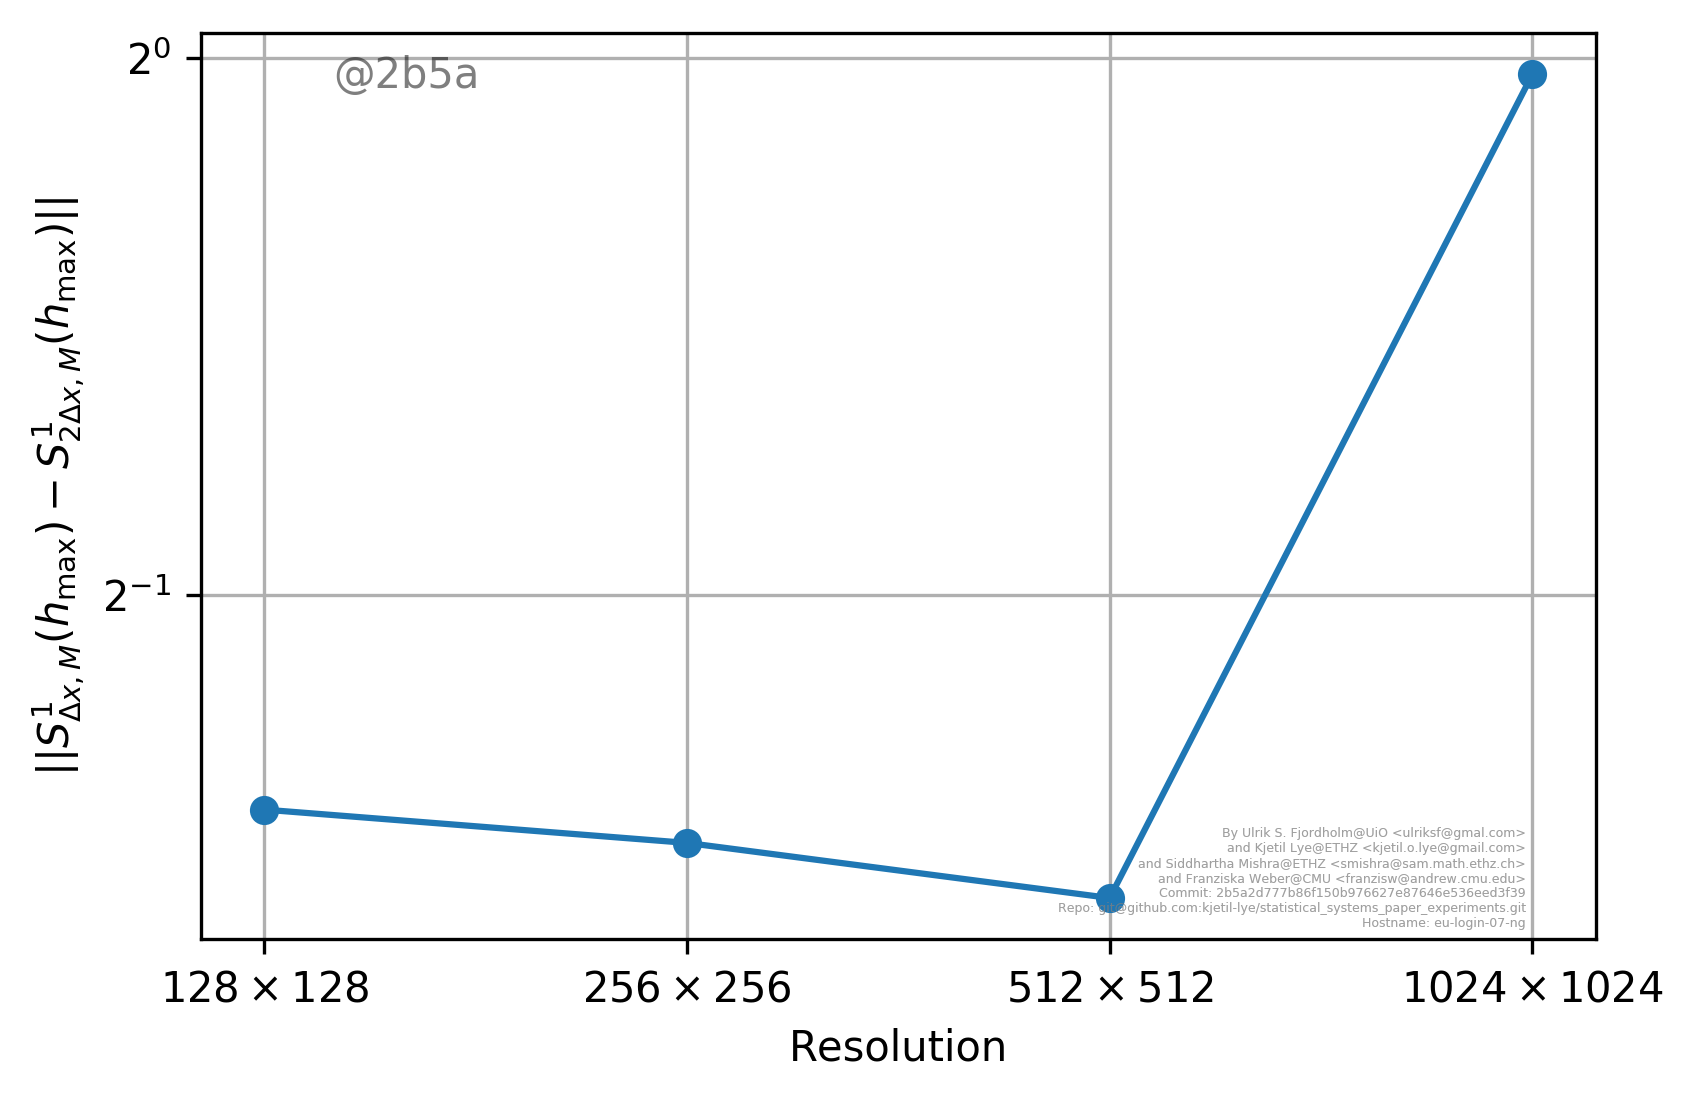 2^0
@2b5a
2^−1
||S^1_{Δx, M}(h_max) − S^1_{2Δx, M}(h_max)||
By Ulrik S. Fjordholm@UiO <ulriksf@gmal.com>
and Kjetil Lye@ETHZ <kjetil.o.lye@gmail.com>
and Siddhartha Mishra@ETHZ <smishra@sam.math.ethz.ch>
and Franziska Weber@CMU <franzisw@andrew.cmu.edu>
Commit: 2b5a2d777b86f150b976627e87646e536eed3f39
Repo: git@github.com:kjetil-lye/statistical_systems_paper_experiments.git
Hostname: eu-login-07-ng
128 × 128 256 × 256 512 × 512 1024 × 1024
Resolution